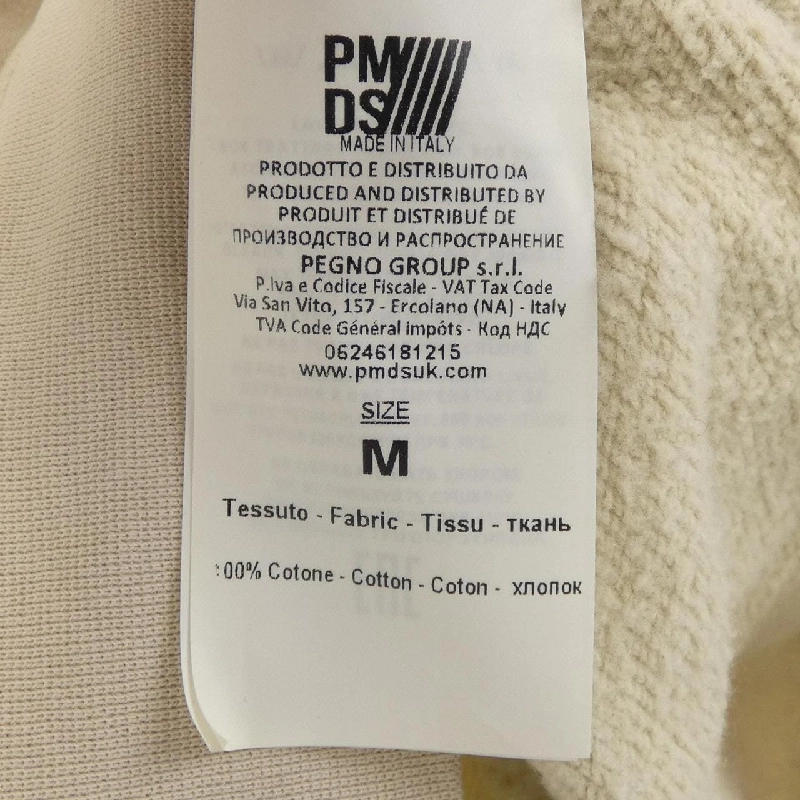 PM
DS
MADE IN ITALY
PRODOTTO E DISTRIBUITO DA
PRODUCED AND DISTRIBUTED BY
PRODUIT ET DISTRIBUÉ DE
ПРОИЗВОДСТВО И РАСПРОСТРАНЕНИЕ
PEGNO GROUP s.r.l.
P.Iva e Codice Fiscale - VAT Tax Code
Via San Vito, 157 - Ercolano (NA) - Italy
TVA Code Général impôts - Код НДС
06246181215
www.pmdsuk.com
SIZE
M
Tessuto - Fabric - Tissu - ткань
:00% Cotone - Cotton - Coton - хлопок